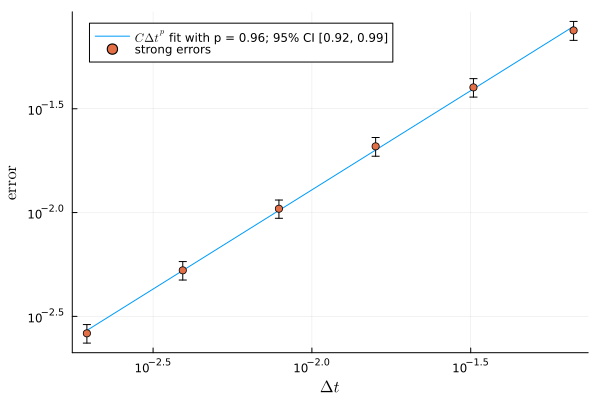 CΔt^p fit with p = 0.96; 95% CI [0.92, 0.99]
strong errors
10^-1.5
10^-2.0
10^-2.5
error
10^-2.5 10^-2.0 10^-1.5
Δt